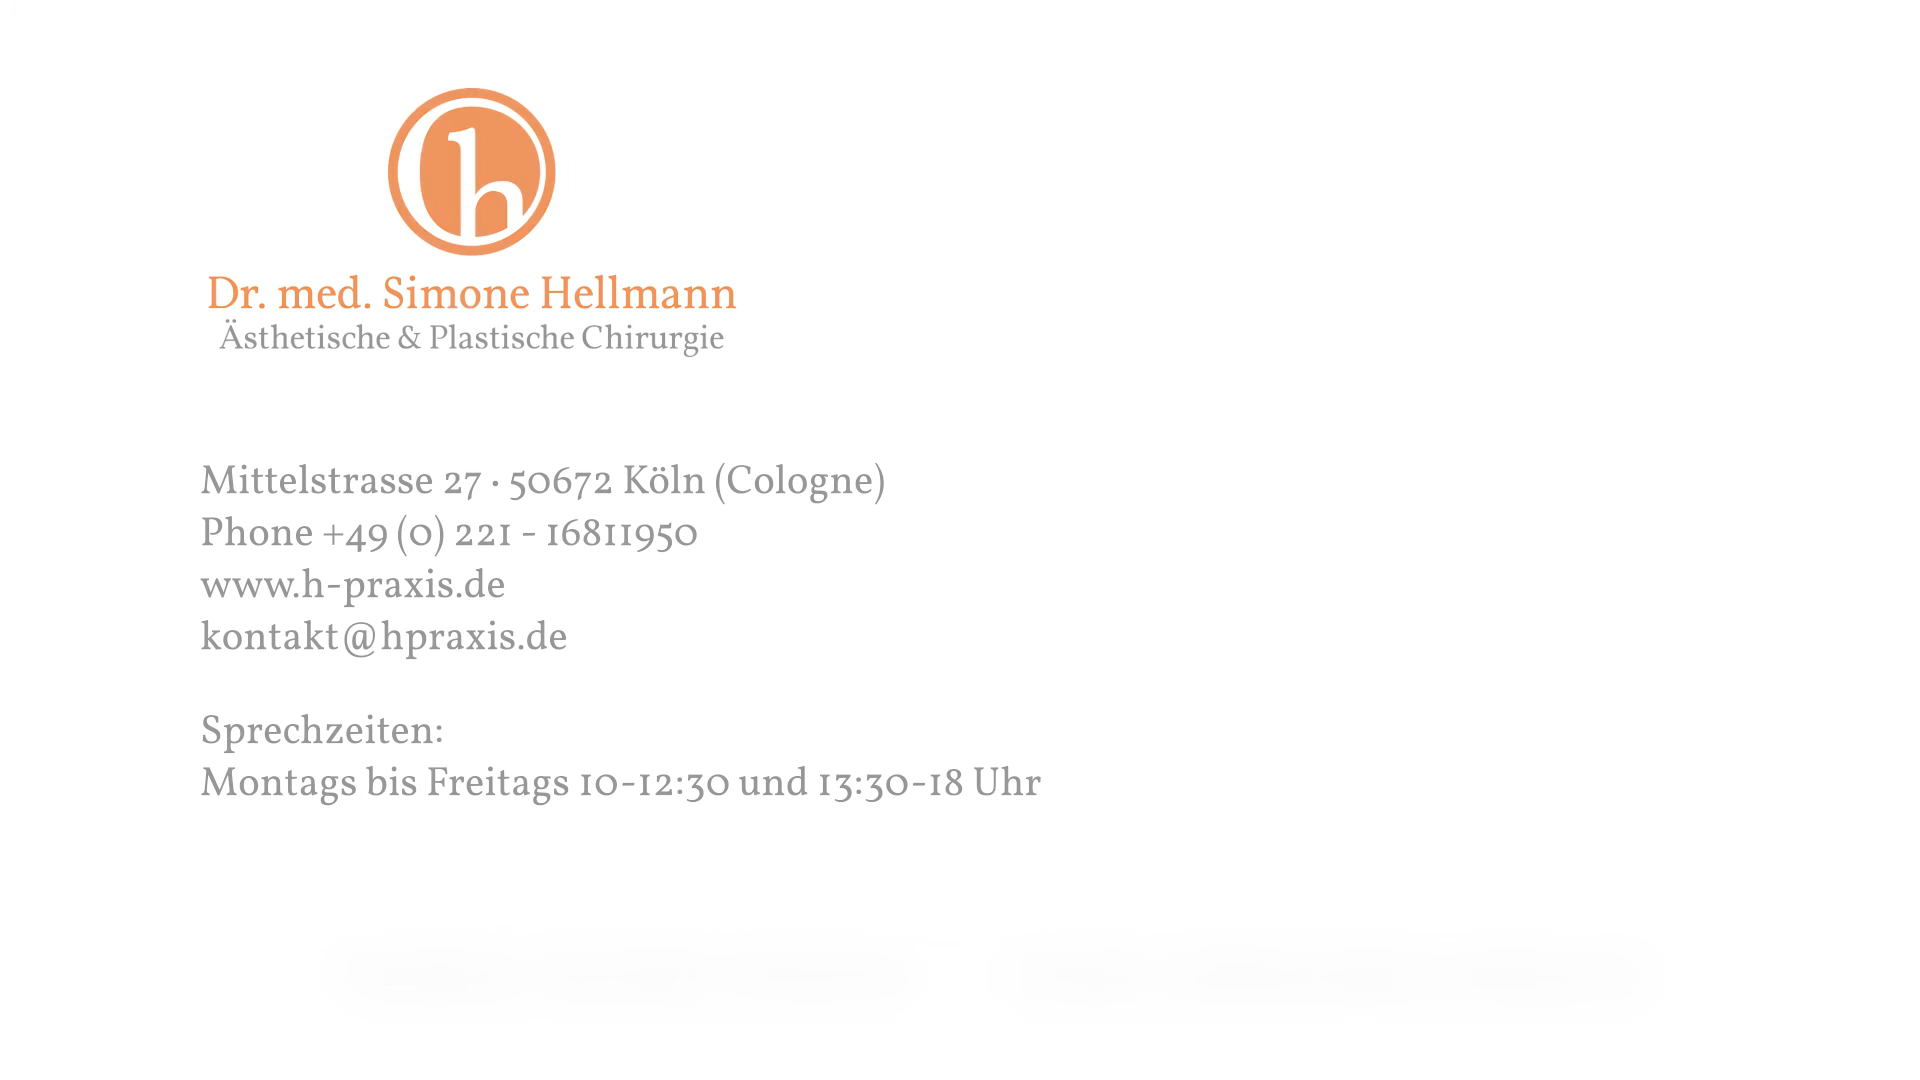 h
Dr. med. Simone Hellmann
Ästhetische & Plastische Chirurgie
Mittelstrasse 27 · 50672 Köln (Cologne)
Phone +49 (0) 221 - 16811950
www.h-praxis.de
kontakt@hpraxis.de
Sprechzeiten:
Montags bis Freitags 10-12:30 und 13:30-18 Uhr